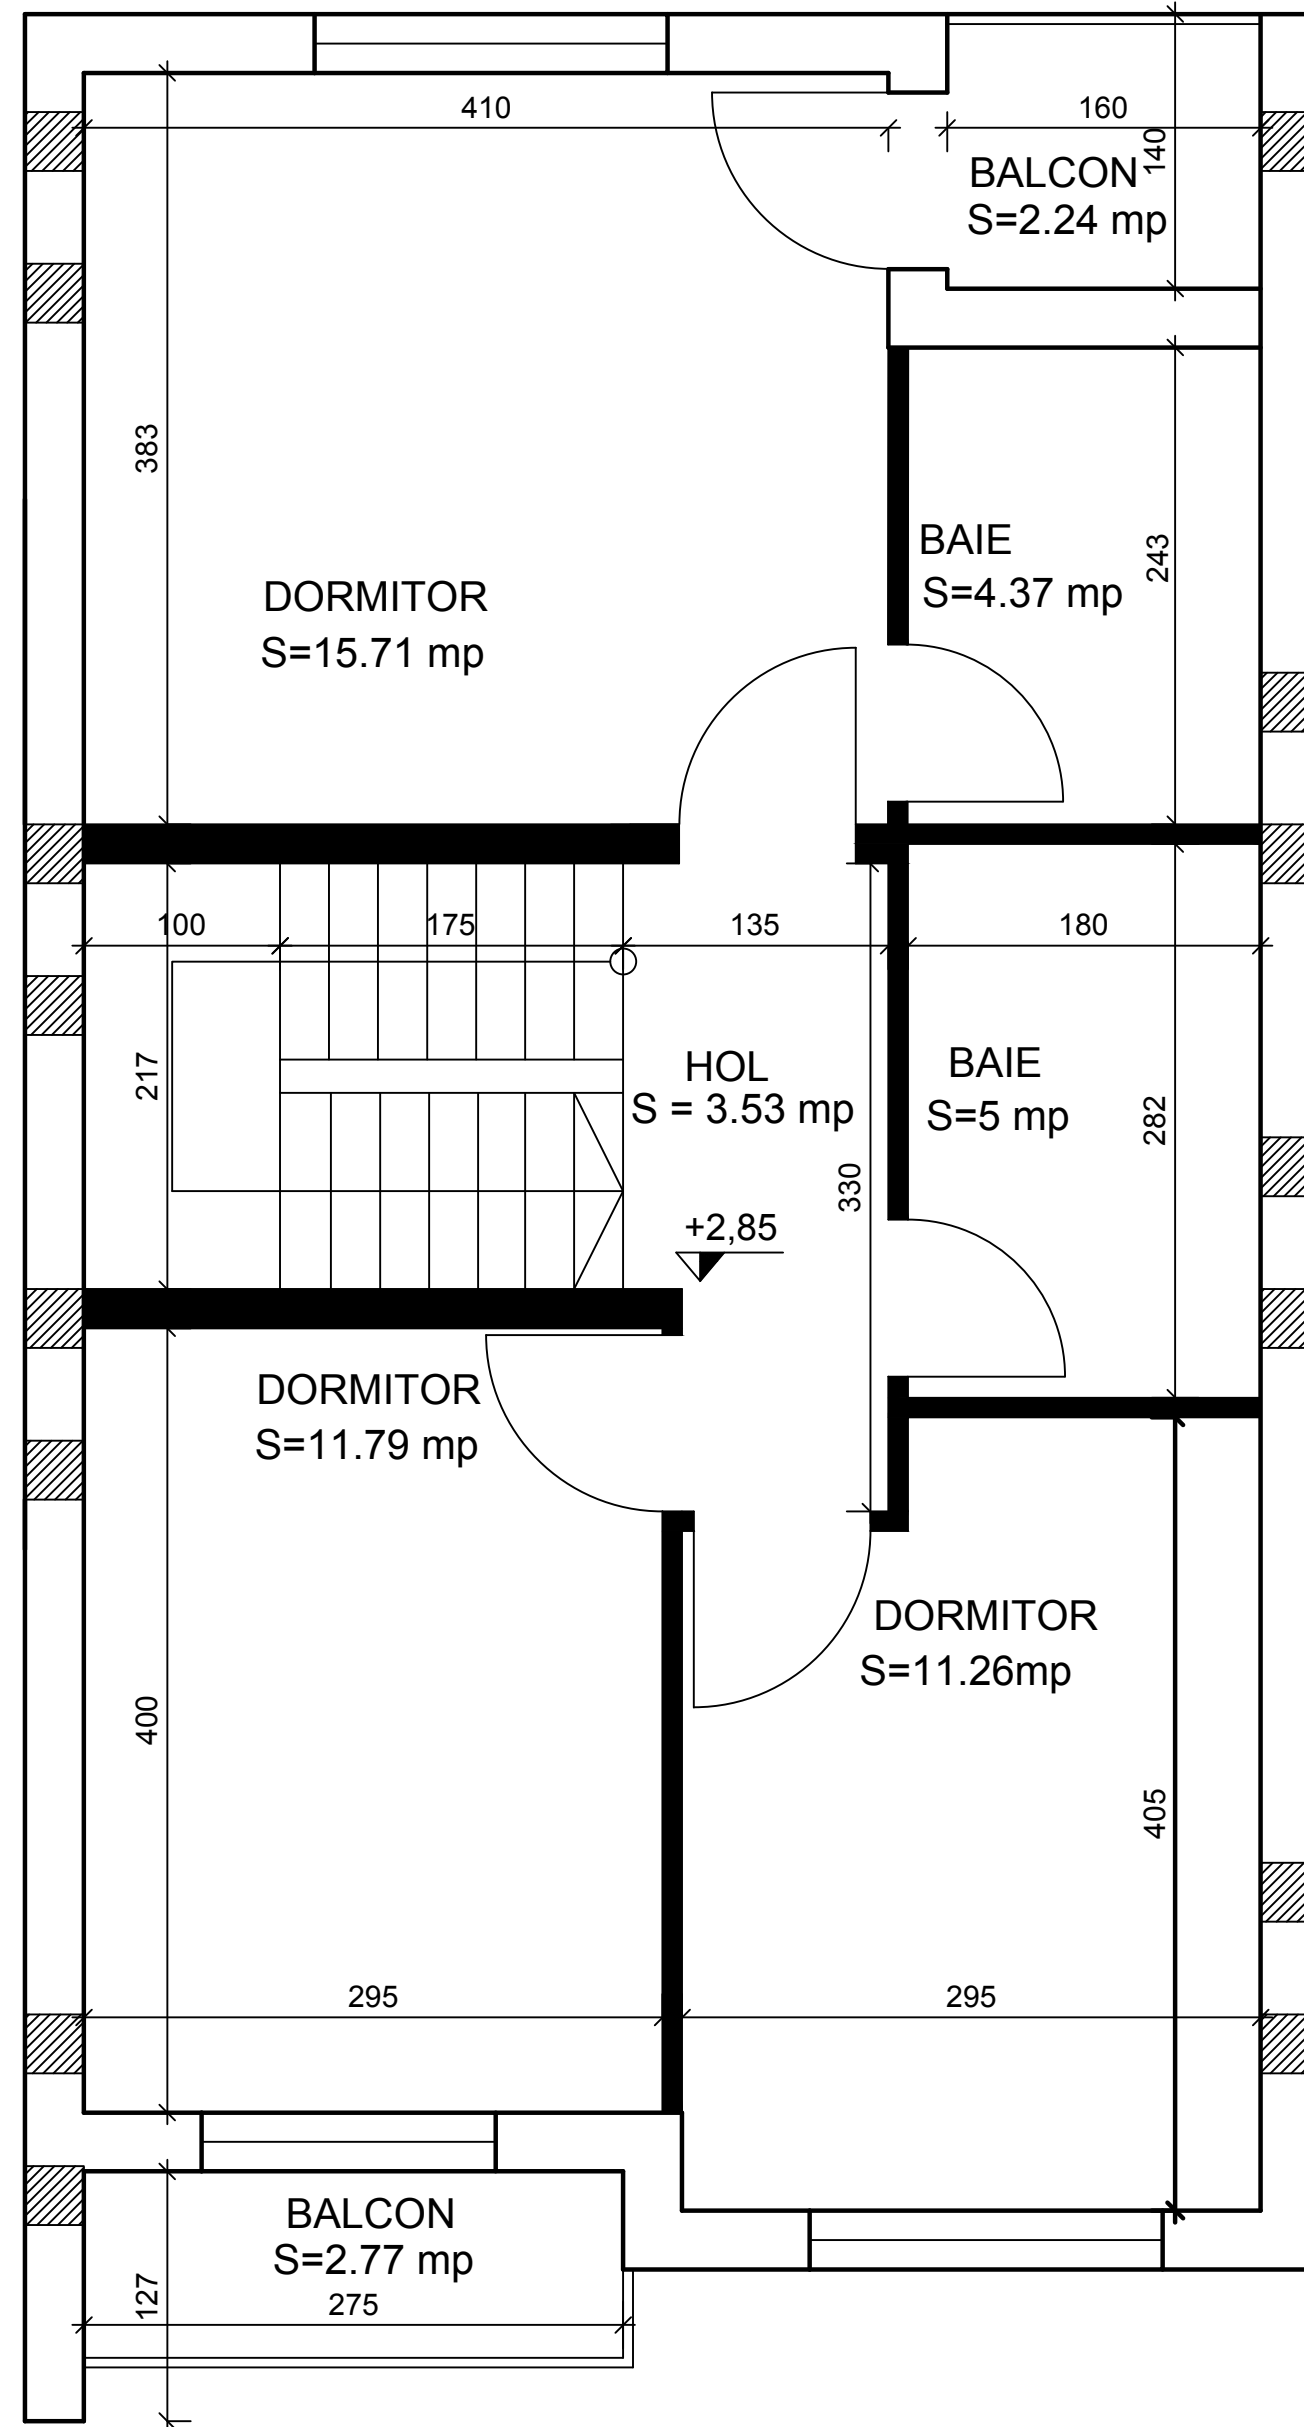 410
160
140
BALCON
S=2.24 mp
383
BAIE
S=4.37 mp
243
DORMITOR
S=15.71 mp
100
175
135
180
217
HOL
S = 3.53 mp
BAIE
S=5 mp
282
330
+2,85
DORMITOR
S=11.79 mp
DORMITOR
S=11.26mp
400
405
295
295
BALCON
S=2.77 mp
127
275